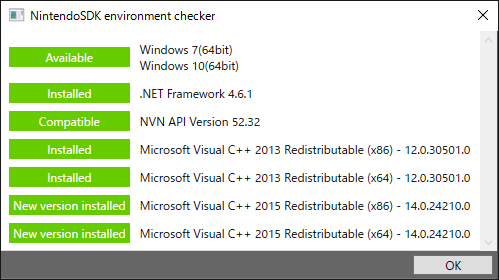 NintendoSDK environment checker
Available
Windows 7(64bit)
Windows 10(64bit)
Installed .NET Framework 4.6.1
Compatible NVN API Version 52.32
Installed Microsoft Visual C++ 2013 Redistributable (x86) - 12.0.30501.0
Installed Microsoft Visual C++ 2013 Redistributable (x64) - 12.0.30501.0
New version installed Microsoft Visual C++ 2015 Redistributable (x86) - 14.0.24210.0
New version installed Microsoft Visual C++ 2015 Redistributable (x64) - 14.0.24210.0
OK